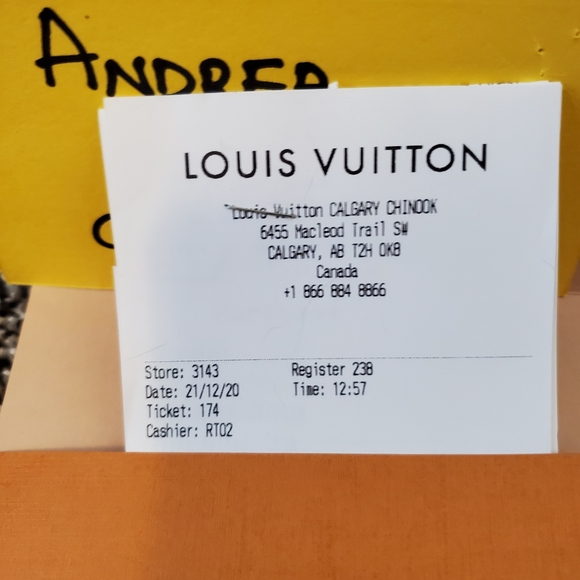 ANDREA
LOUIS VUITTON
Louis Vuitton CALGARY CHINOOK
6455 Macleod Trail SW
CALGARY, AB T2H 0K8
Canada
+1 866 884 8866
Store: 3143 Register 238
Date: 21/12/20 Time: 12:57
Ticket: 174
Cashier: RT02